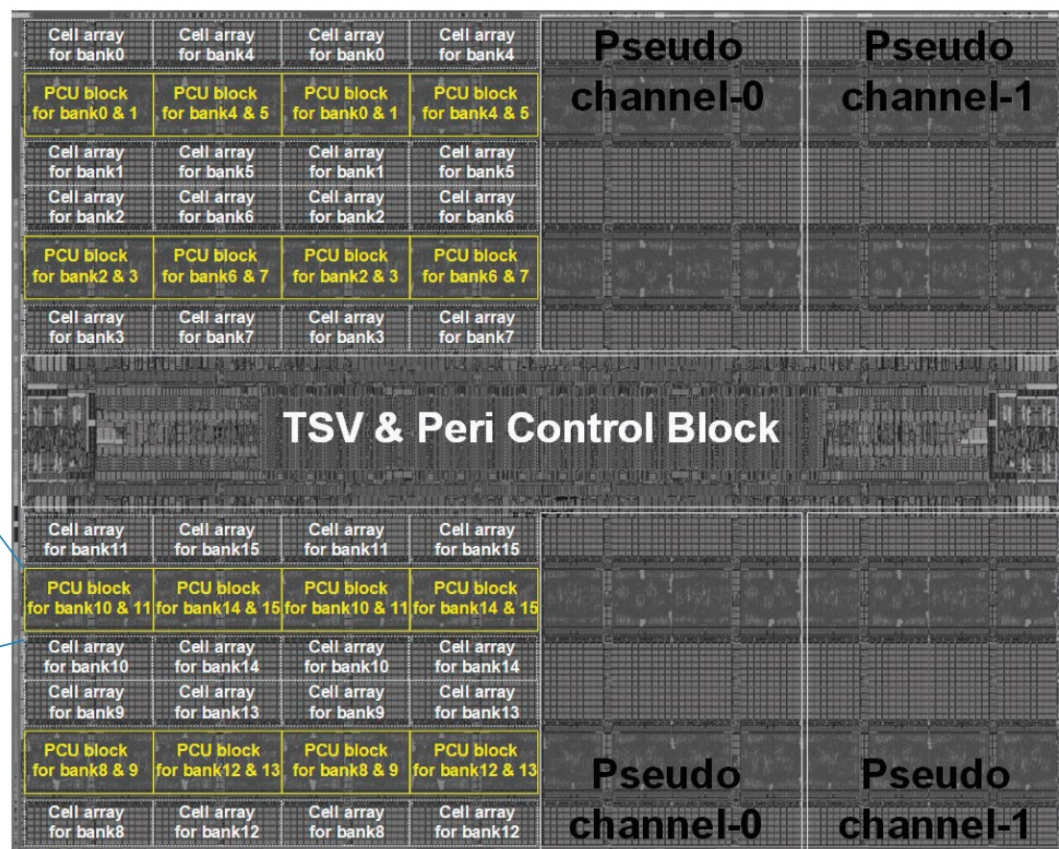 Cell array Cell array Cell array Cell array
for bank0 for bank4 for bank0 for bank4
Pseudo Pseudo
channel-0 channel-1
PCU block PCU block PCU block PCU block
for bank0 & 1 for bank4 & 5 for bank0 & 1 for bank4 & 5
Cell array Cell array Cell array Cell array
for bank1 for bank5 for bank1 for bank5
Cell array Cell array Cell array Cell array
for bank2 for bank6 for bank2 for bank6
PCU block PCU block PCU block PCU block
for bank2 & 3 for bank6 & 7 for bank2 & 3 for bank6 & 7
Cell array Cell array Cell array Cell array
for bank3 for bank7 for bank3 for bank7
TSV & Peri Control Block
Cell array Cell array Cell array Cell array
for bank11 for bank15 for bank11 for bank15
PCU block PCU block PCU block PCU block
for bank10 & 11 for bank14 & 15 for bank10 & 11 for bank14 & 15
Cell array Cell array Cell array Cell array
for bank10 for bank14 for bank10 for bank14
Cell array Cell array Cell array Cell array
for bank9 for bank13 for bank9 for bank13
PCU block PCU block PCU block PCU block
for bank8 & 9 for bank12 & 13 for bank8 & 9 for bank12 & 13
Pseudo Pseudo
channel-0 channel-1
Cell array Cell array Cell array Cell array
for bank8 for bank12 for bank8 for bank12